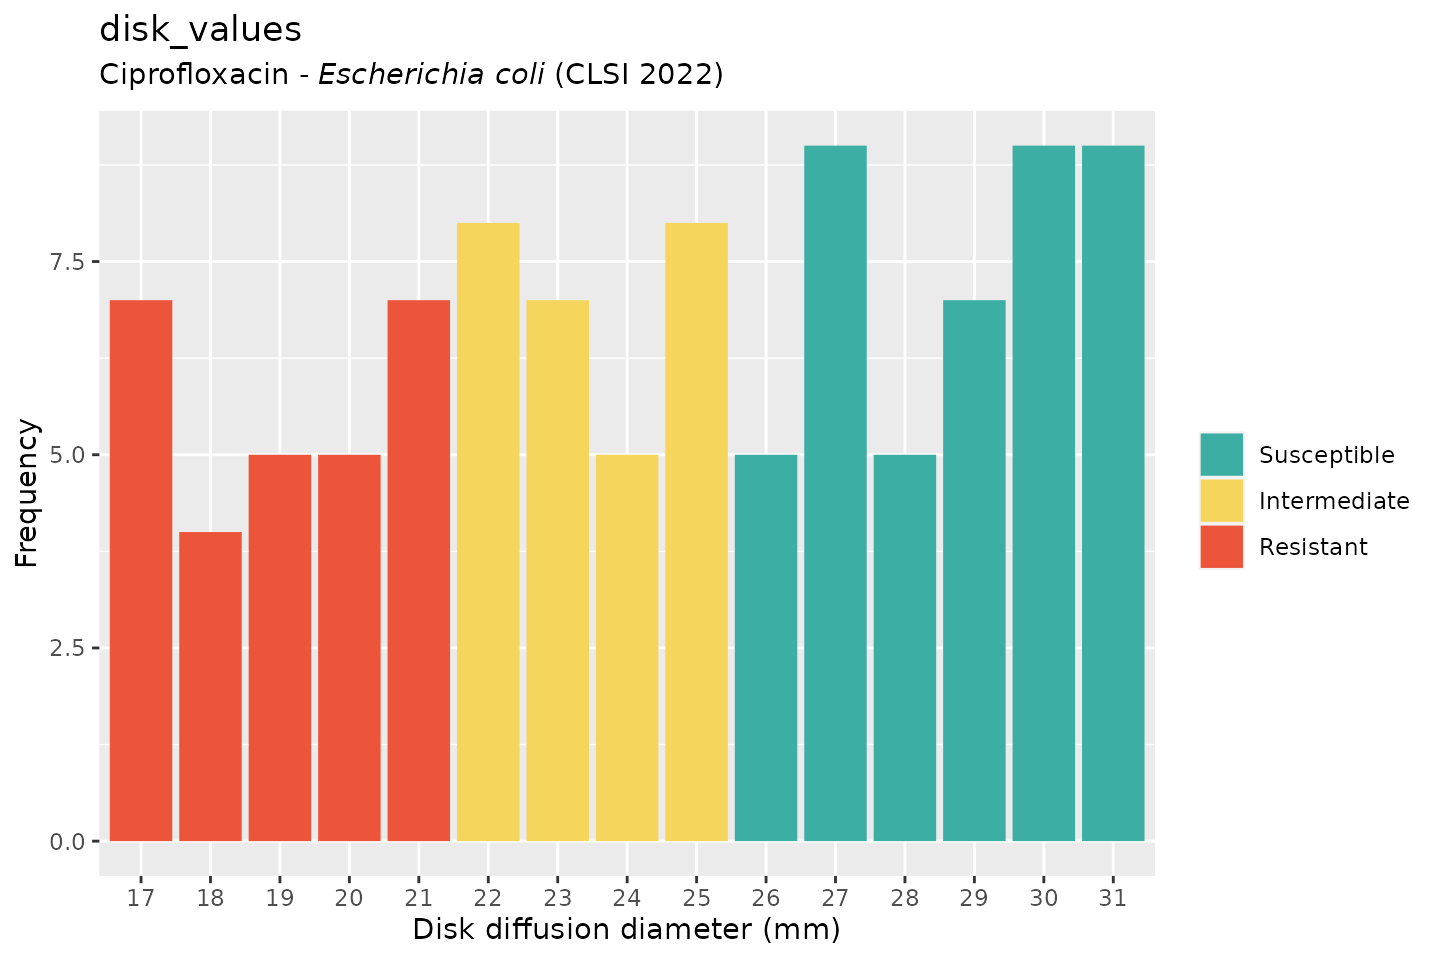 disk_values
Ciprofloxacin - Escherichia coli (CLSI 2022)
Frequency
7.5
5.0
2.5
0.0
17 18 19 20 21 22 23 24 25 26 27 28 29 30 31
Disk diffusion diameter (mm)
Susceptible
Intermediate
Resistant